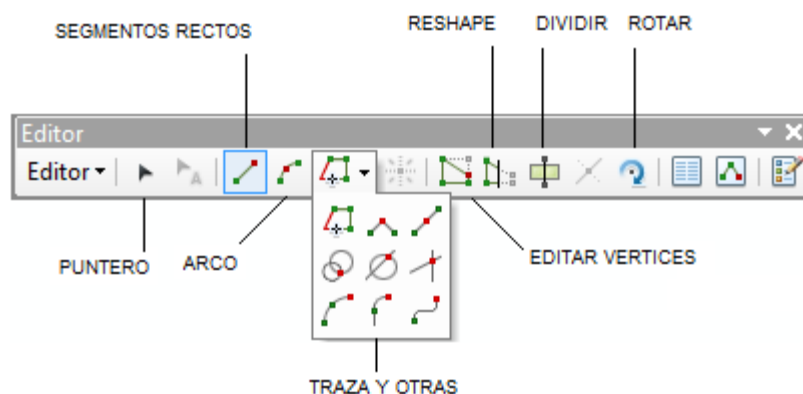 SEGMENTOS RECTOS
RESHAPE DIVIDIR ROTAR
Editor
Editor
A
PUNTERO
ARCO
EDITAR VERTICES
TRAZA Y OTRAS